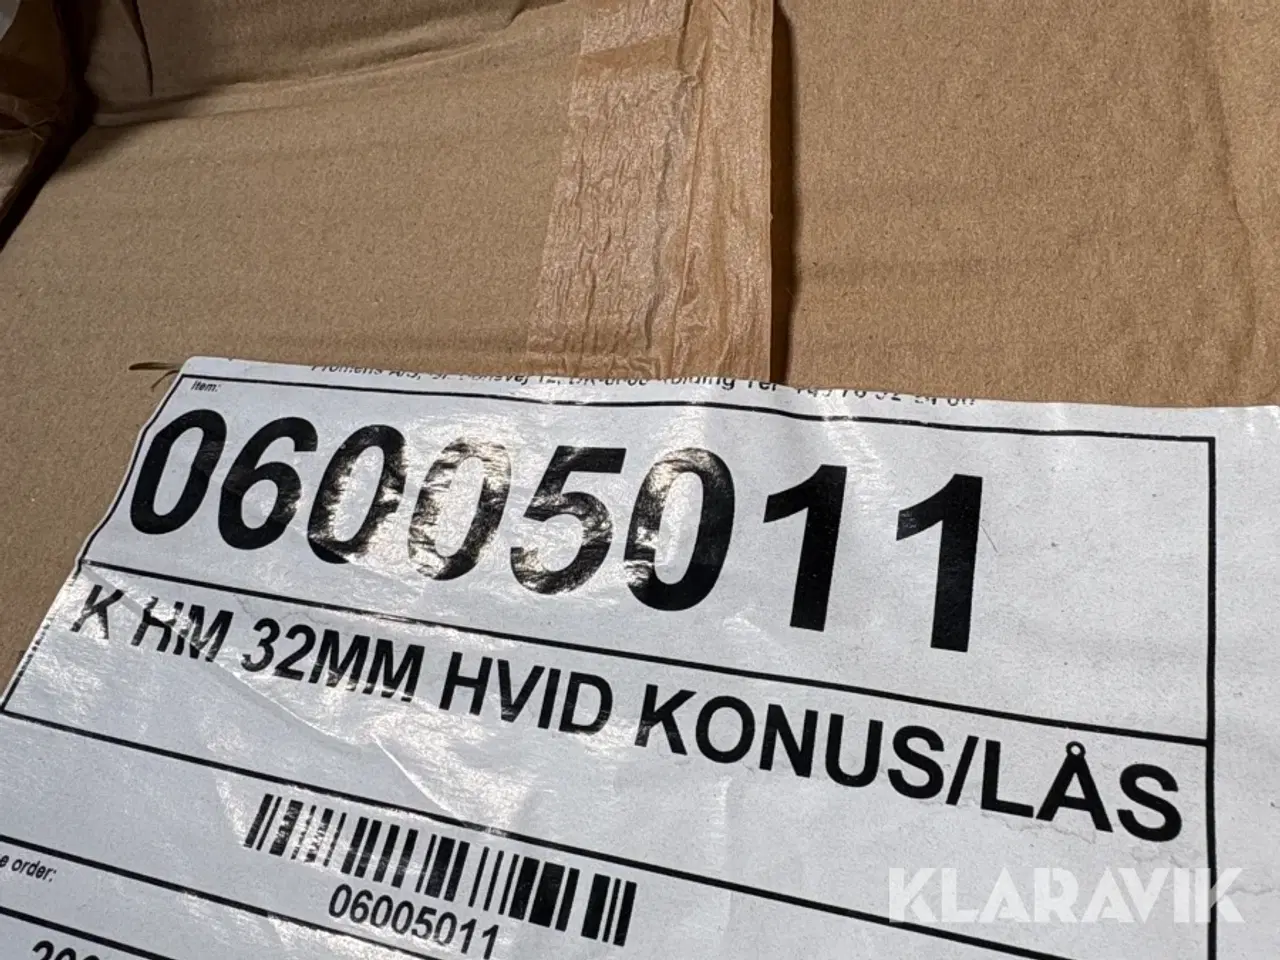 Item:
06005011
K HM 32MM HVID KONUS/LÅS
06005011
e order:
KLARAVIK